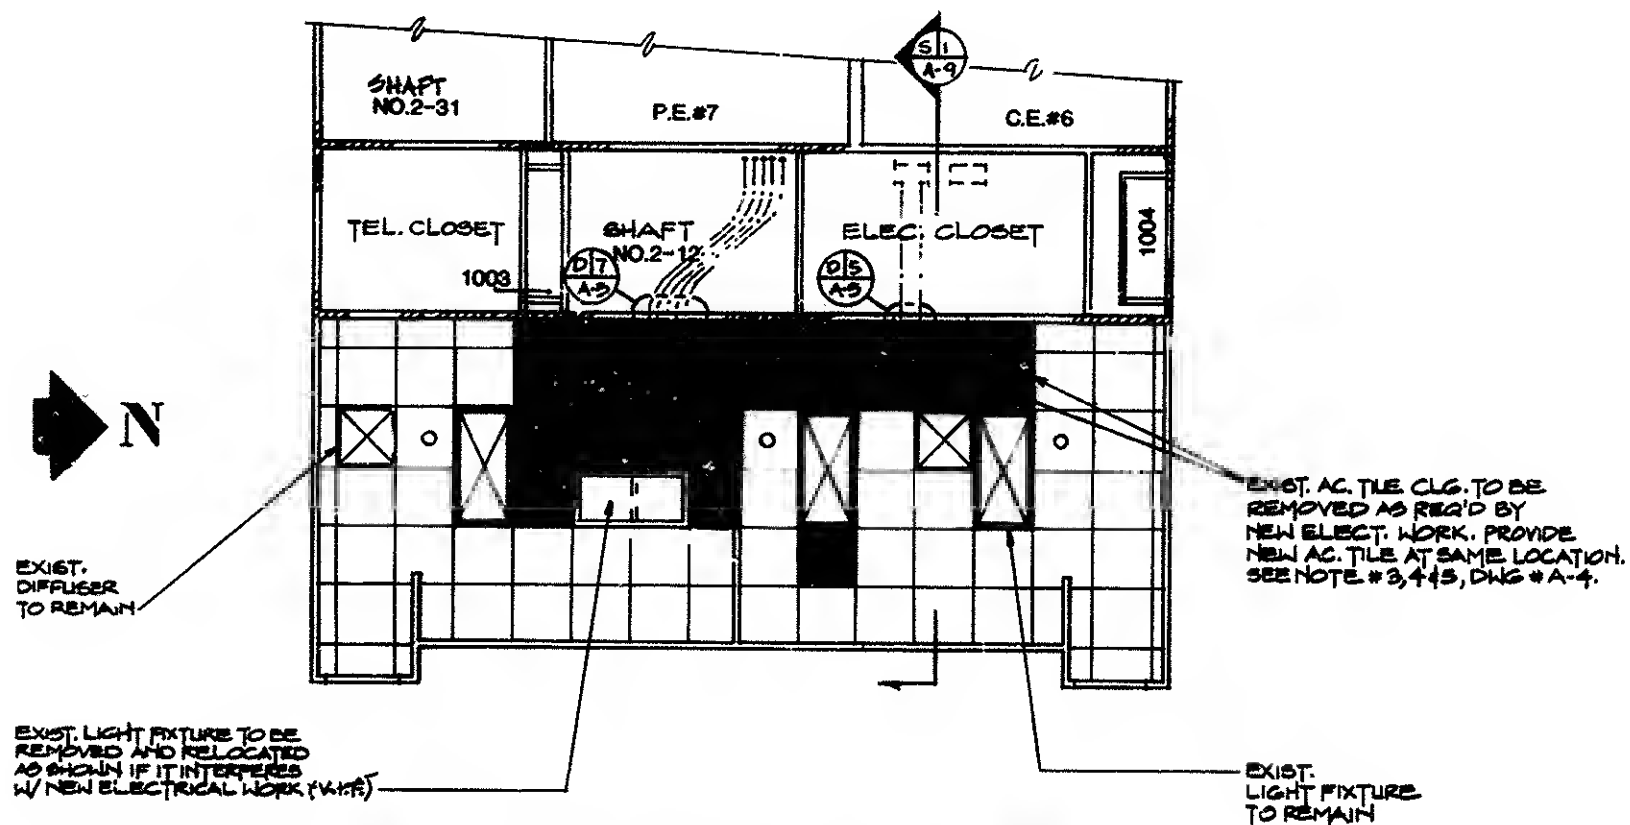 S 1
A-9
SHAFT
NO.2-31
P.E.#7
C.E.#6
TEL. CLOSET
SHAFT
NO.2-12
ELEC. CLOSET
1004
1003
D 7
A-5
D 5
A-5
N
EXIST. AC. TILE CLG. TO BE
REMOVED AS REQ'D BY
NEW ELECT. WORK. PROVIDE
NEW AC. TILE AT SAME LOCATION.
SEE NOTE #3,4&5, DWG # A-4.
EXIST.
DIFFUSER
TO REMAIN
EXIST. LIGHT FIXTURE TO BE
REMOVED AND RELOCATED
AS SHOWN IF IT INTERFERES
W/ NEW ELECTRICAL WORK (V.I.F.)
EXIST.
LIGHT FIXTURE
TO REMAIN